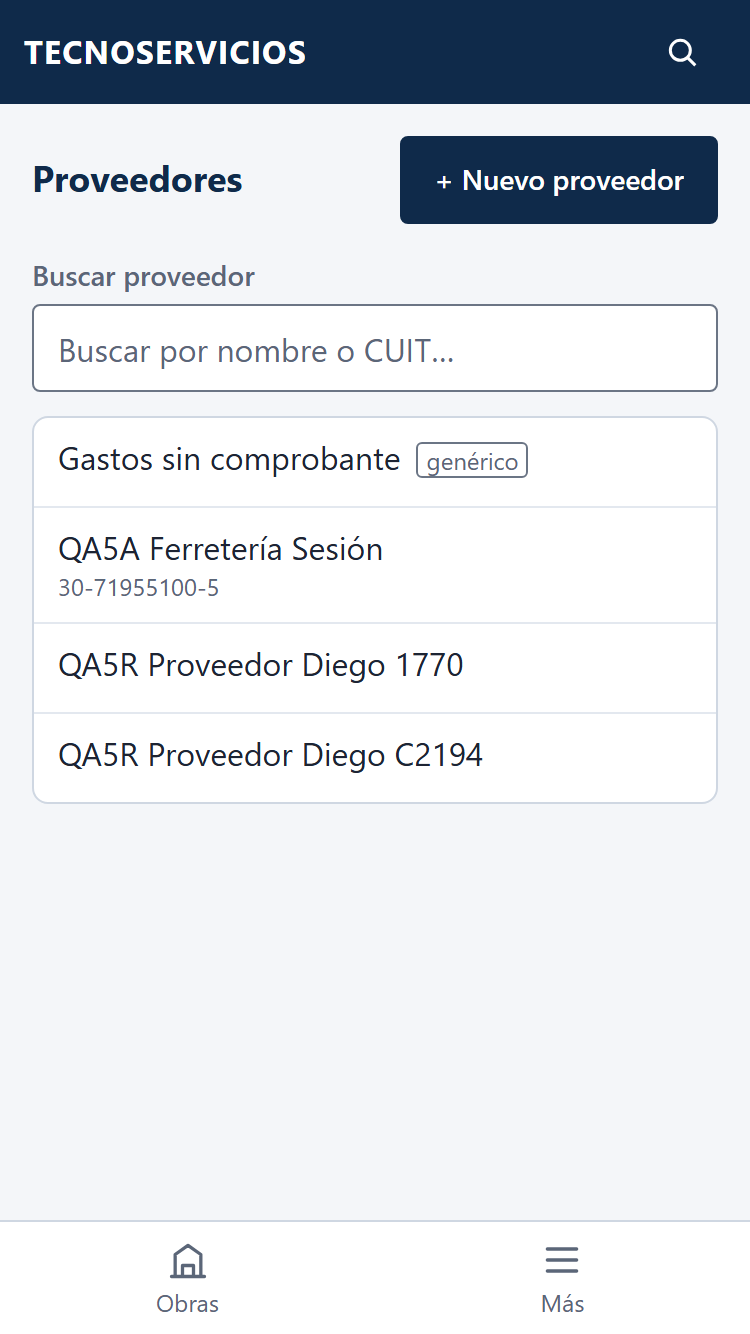 TECNOSERVICIOS
Proveedores
+ Nuevo proveedor
Buscar proveedor
Buscar por nombre o CUIT...
Gastos sin comprobante genérico
QA5A Ferretería Sesión
30-71955100-5
QA5R Proveedor Diego 1770
QA5R Proveedor Diego C2194
Obras
Más